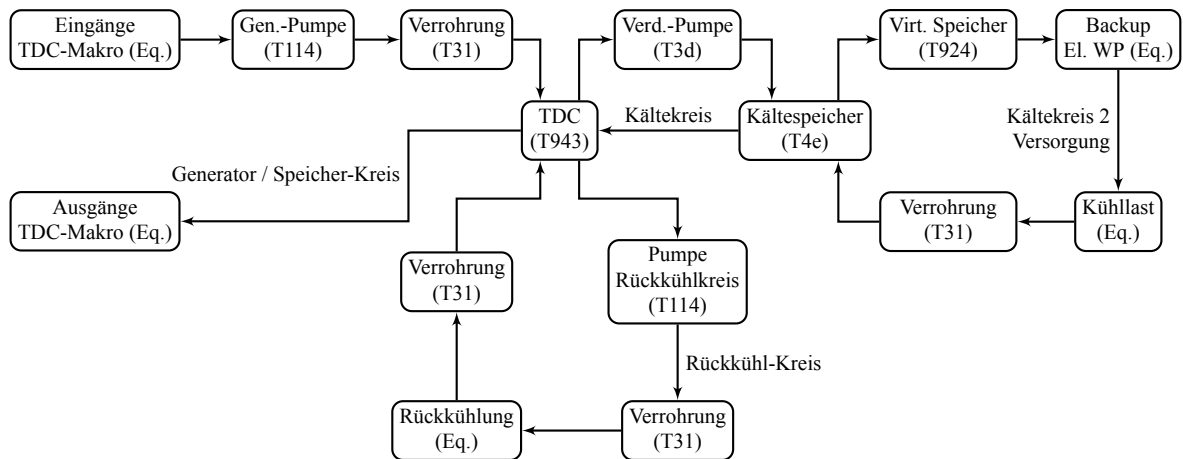 Eingänge
TDC-Makro (Eq.)
Gen.-Pumpe
(T114)
Verrohrung
(T31)
Verd.-Pumpe
(T3d)
Virt. Speicher
(T924)
Backup
El. WP (Eq.)
TDC
(T943)
Kältekreis
Kältespeicher
(T4e)
Kältekreis 2
Versorgung
Generator / Speicher-Kreis
Ausgänge
TDC-Makro (Eq.)
Verrohrung
(T31)
Kühllast
(Eq.)
Verrohrung
(T31)
Pumpe
Rückkühlkreis
(T114)
Rückkühl-Kreis
Rückkühlung
(Eq.)
Verrohrung
(T31)